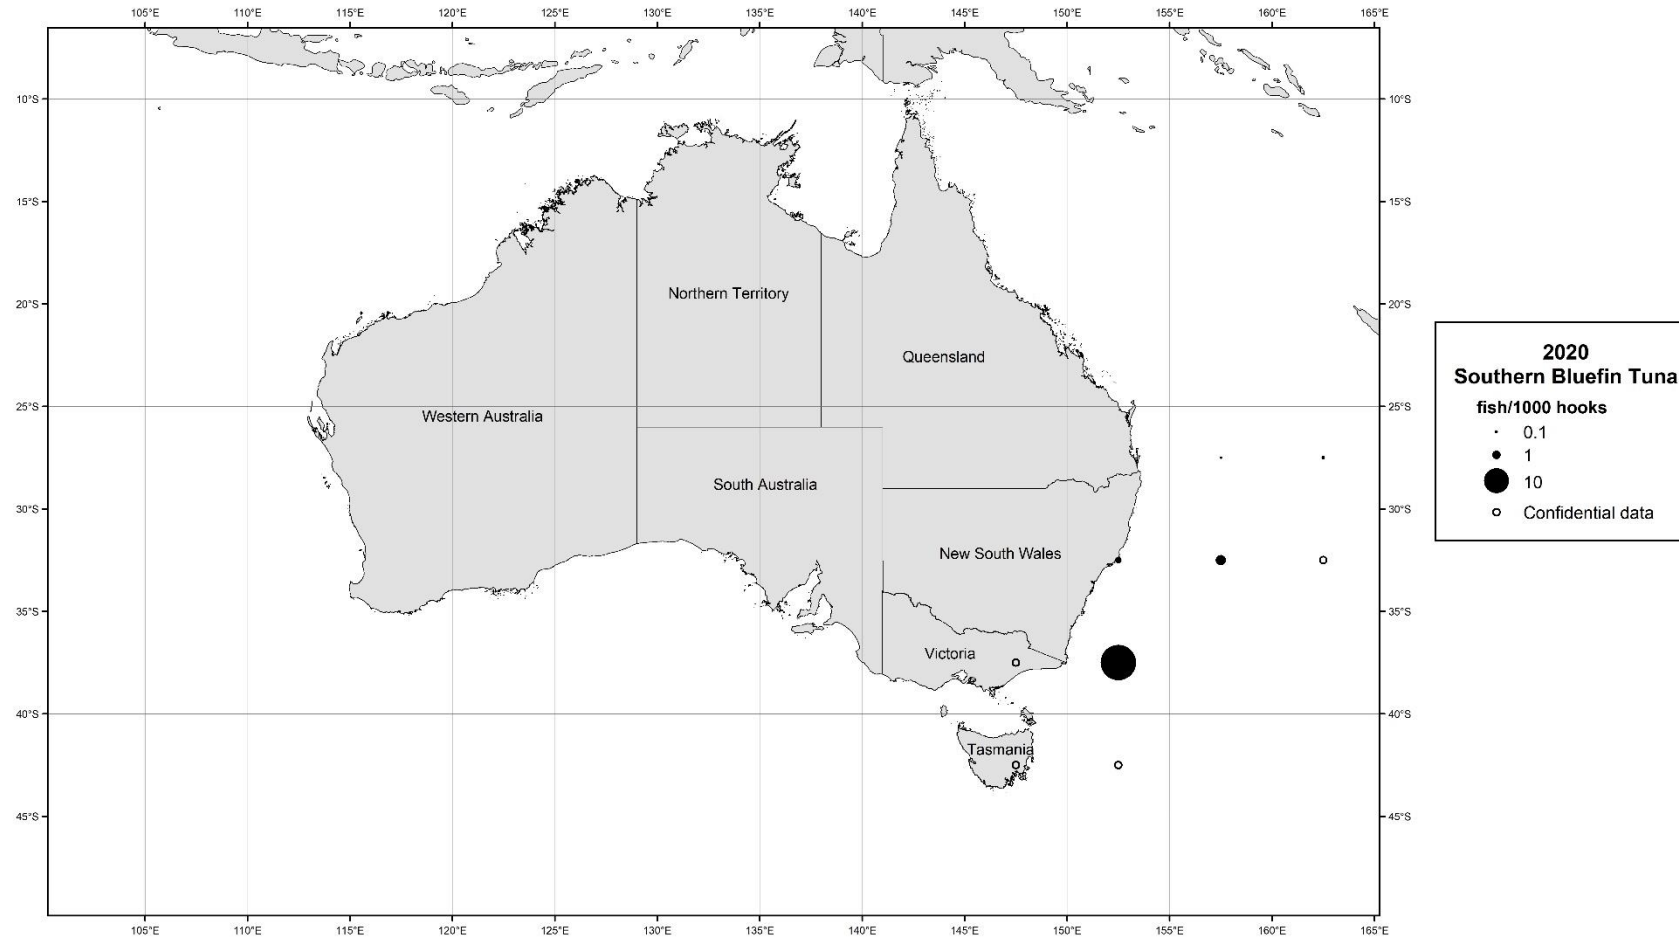 105°E 110°E 115°E 120°E 125°E 130°E 135°E 140°E 145°E 150°E 155°E 160°E 165°E
10°S 10°S
15°S 15°S
Northern Territory
20°S 20°S
Queensland
25°S 25°S
Western Australia
South Australia
30°S 30°S
New South Wales
35°S 35°S
Victoria
40°S 40°S
Tasmania
45°S 45°S
105°E 110°E 115°E 120°E 125°E 130°E 135°E 140°E 145°E 150°E 155°E 160°E 165°E
2020
Southern Bluefin Tuna
fish/1000 hooks
0.1
1
10
Confidential data